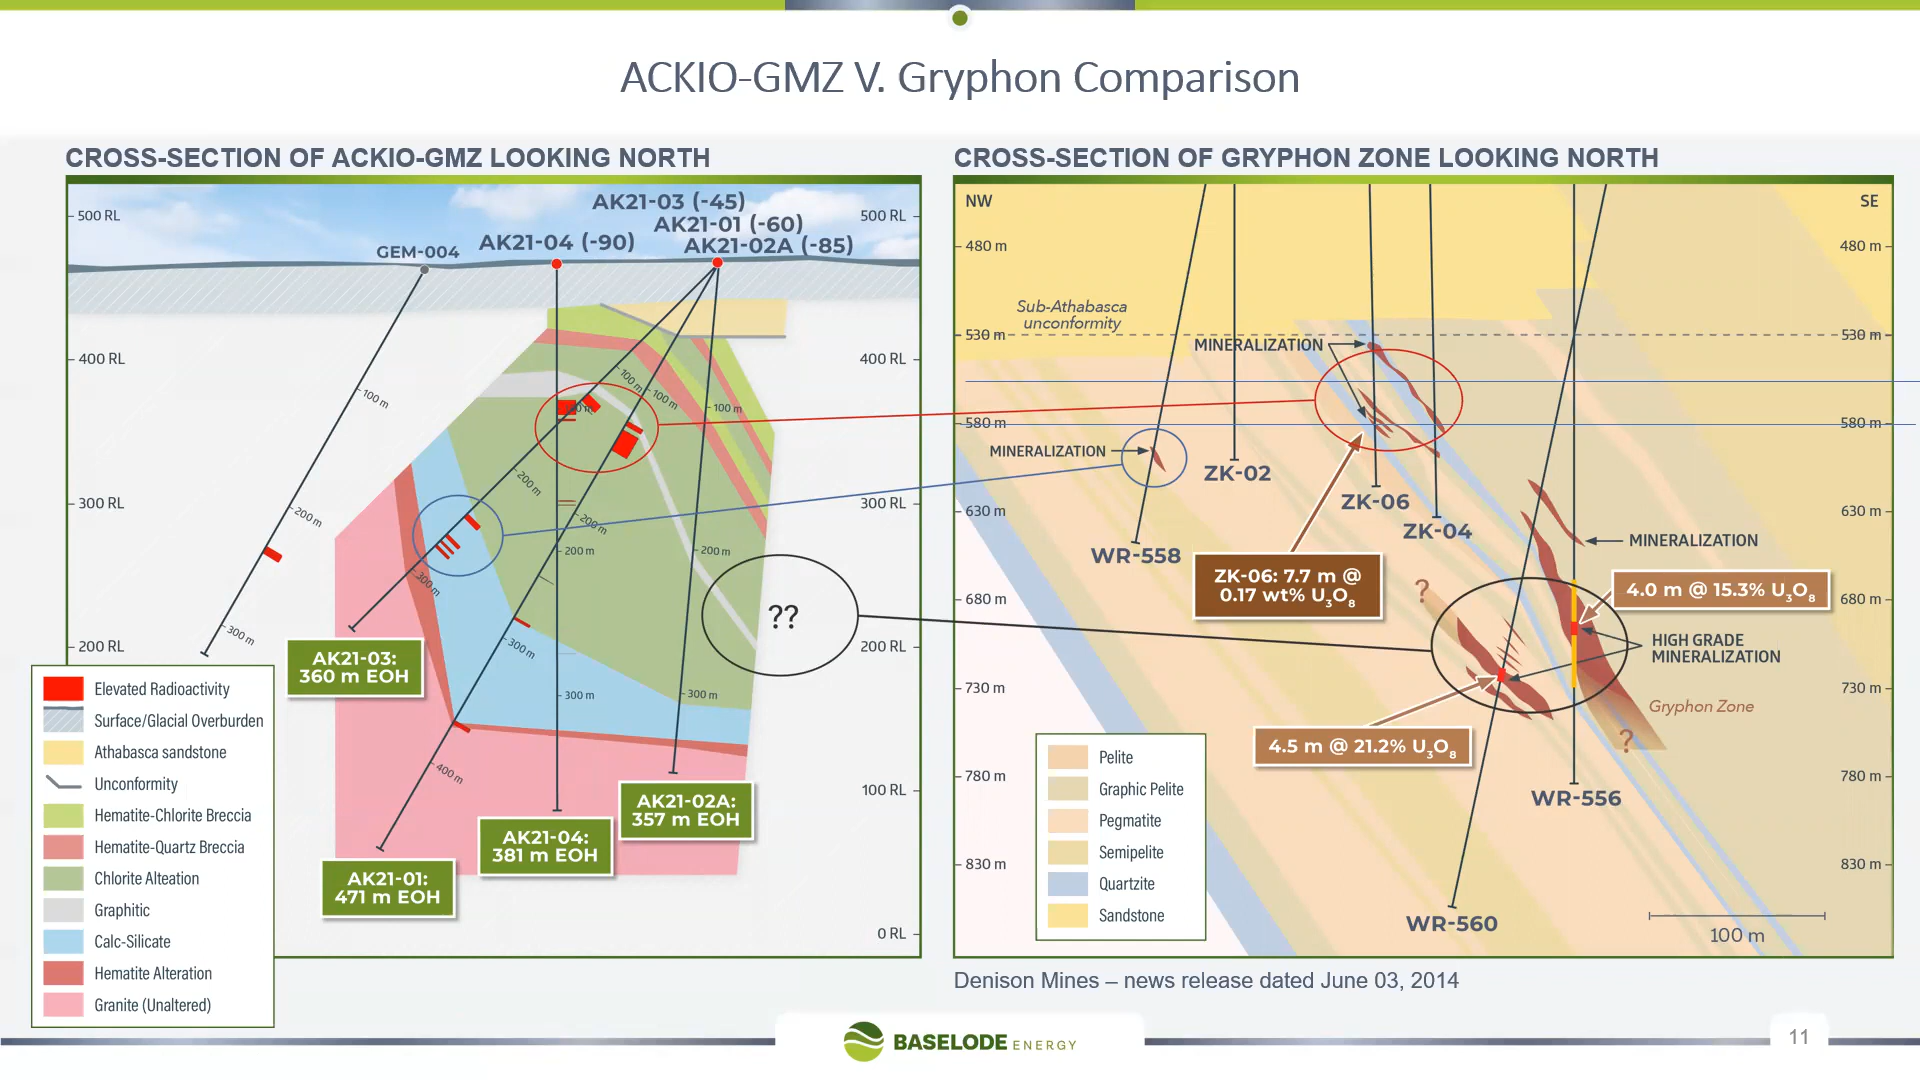 ACKIO-GMZ V. Gryphon Comparison
CROSS-SECTION OF ACKIO-GMZ LOOKING NORTH
500 RL
400 RL
300 RL
200 RL
500 RL
400 RL
300 RL
200 RL
100 RL
0 RL
GEM-004
AK21-04 (-90)
AK21-03 (-45)
AK21-01 (-60)
AK21-02A (-85)
100 m
200 m
300 m
100 m
200 m
300 m
100 m
200 m
300 m
400 m
200 m
300 m
100 m
200 m
300 m
??
AK21-03:
360 m EOH
AK21-01:
471 m EOH
AK21-04:
381 m EOH
AK21-02A:
357 m EOH
Elevated Radioactivity
Surface/Glacial Overburden
Athabasca sandstone
Unconformity
Hematite-Chlorite Breccia
Hematite-Quartz Breccia
Chlorite Alteation
Graphitic
Calc-Silicate
Hematite Alteration
Granite (Unaltered)
CROSS-SECTION OF GRYPHON ZONE LOOKING NORTH
NW
SE
480 m
530 m
580 m
630 m
680 m
730 m
780 m
830 m
480 m
530 m
580 m
630 m
680 m
730 m
780 m
830 m
Sub-Athabasca
unconformity
MINERALIZATION
MINERALIZATION
ZK-02
ZK-06
ZK-04
WR-558
MINERALIZATION
ZK-06: 7.7 m @
0.17 wt% U3O8
?
4.0 m @ 15.3% U3O8
HIGH GRADE
MINERALIZATION
Gryphon Zone
?
4.5 m @ 21.2% U3O8
WR-556
WR-560
100 m
Pelite
Graphic Pelite
Pegmatite
Semipelite
Quartzite
Sandstone
Denison Mines – news release dated June 03, 2014
BASELODE ENERGY
11